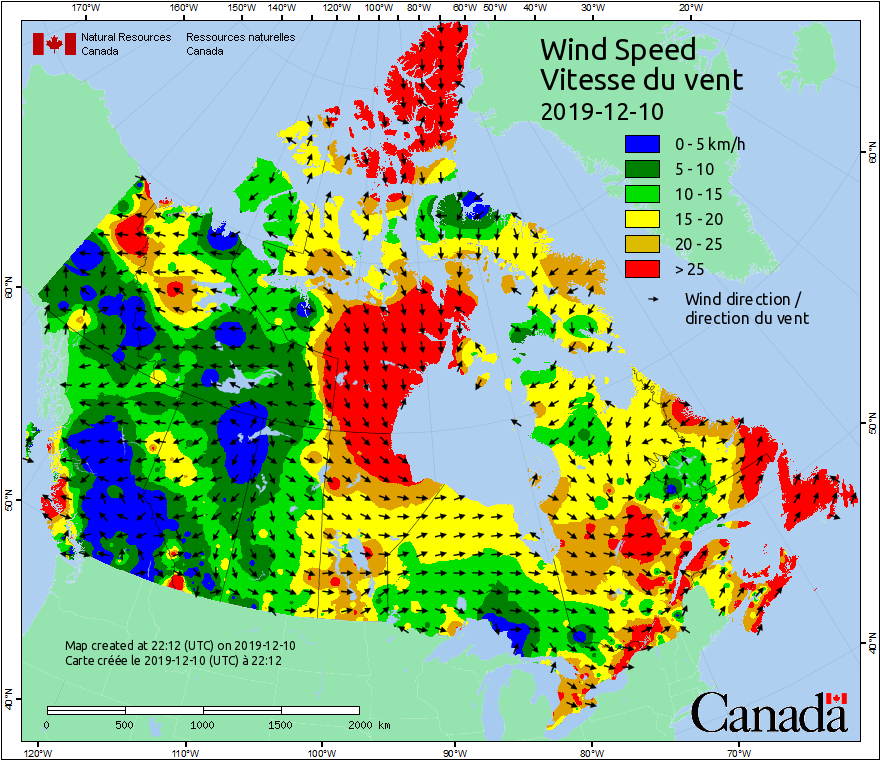 170°W 160°W 150°W 140°W 120°W 100°W 80°W 60°W 50°W 40°W 30°W 20°W
Natural Resources Ressources naturelles
Canada Canada
Wind Speed
Vitesse du vent
2019-12-10
0 - 5 km/h
5 - 10
10 - 15
15 - 20
20 - 25
> 25
Wind direction /
direction du vent
60°N
60°N
50°N
50°N
40°N
40°N
Map created at 22:12 (UTC) on 2019-12-10
Carte créée le 2019-12-10 (UTC) à 22:12
0 500 1000 1500 2000 km
Canada
120°W 110°W 100°W 90°W 80°W 70°W